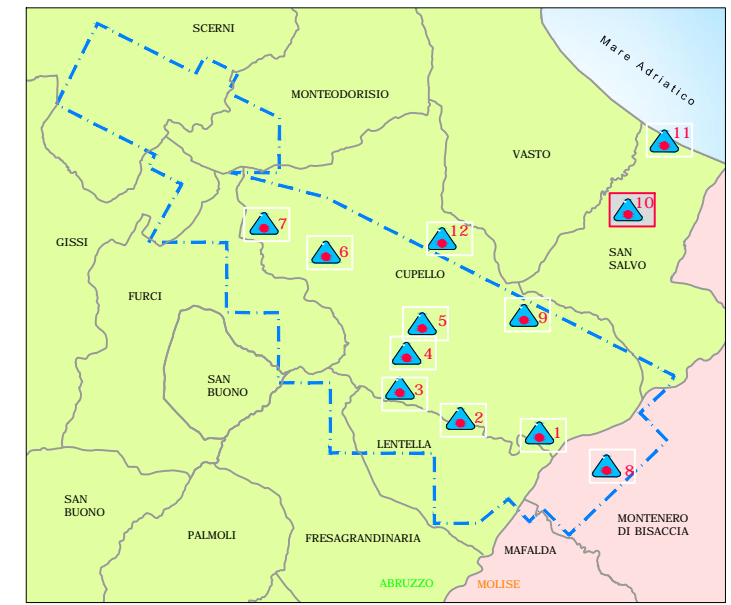 SCERNI
Mare Adriatico
MONTEODORISIO
11
VASTO
10
7
12
GISSI
6
SAN
SALVO
CUPELLO
FURCI
5
9
4
SAN
BUONO
3
2
1
LENTELLA
8
SAN
BUONO
MONTENERO
DI BISACCIA
PALMOLI
FRESAGRANDINARIA
MAFALDA
ABRUZZO
MOLISE